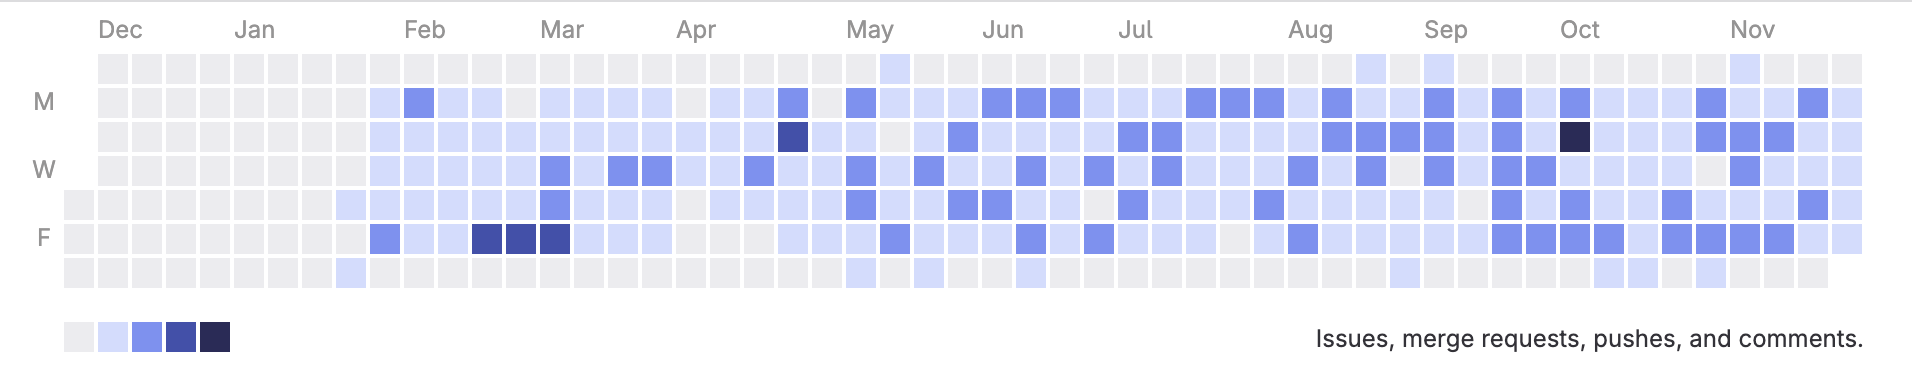 Dec Jan Feb Mar Apr May Jun Jul Aug Sep Oct Nov
M
W
F
Issues, merge requests, pushes, and comments.